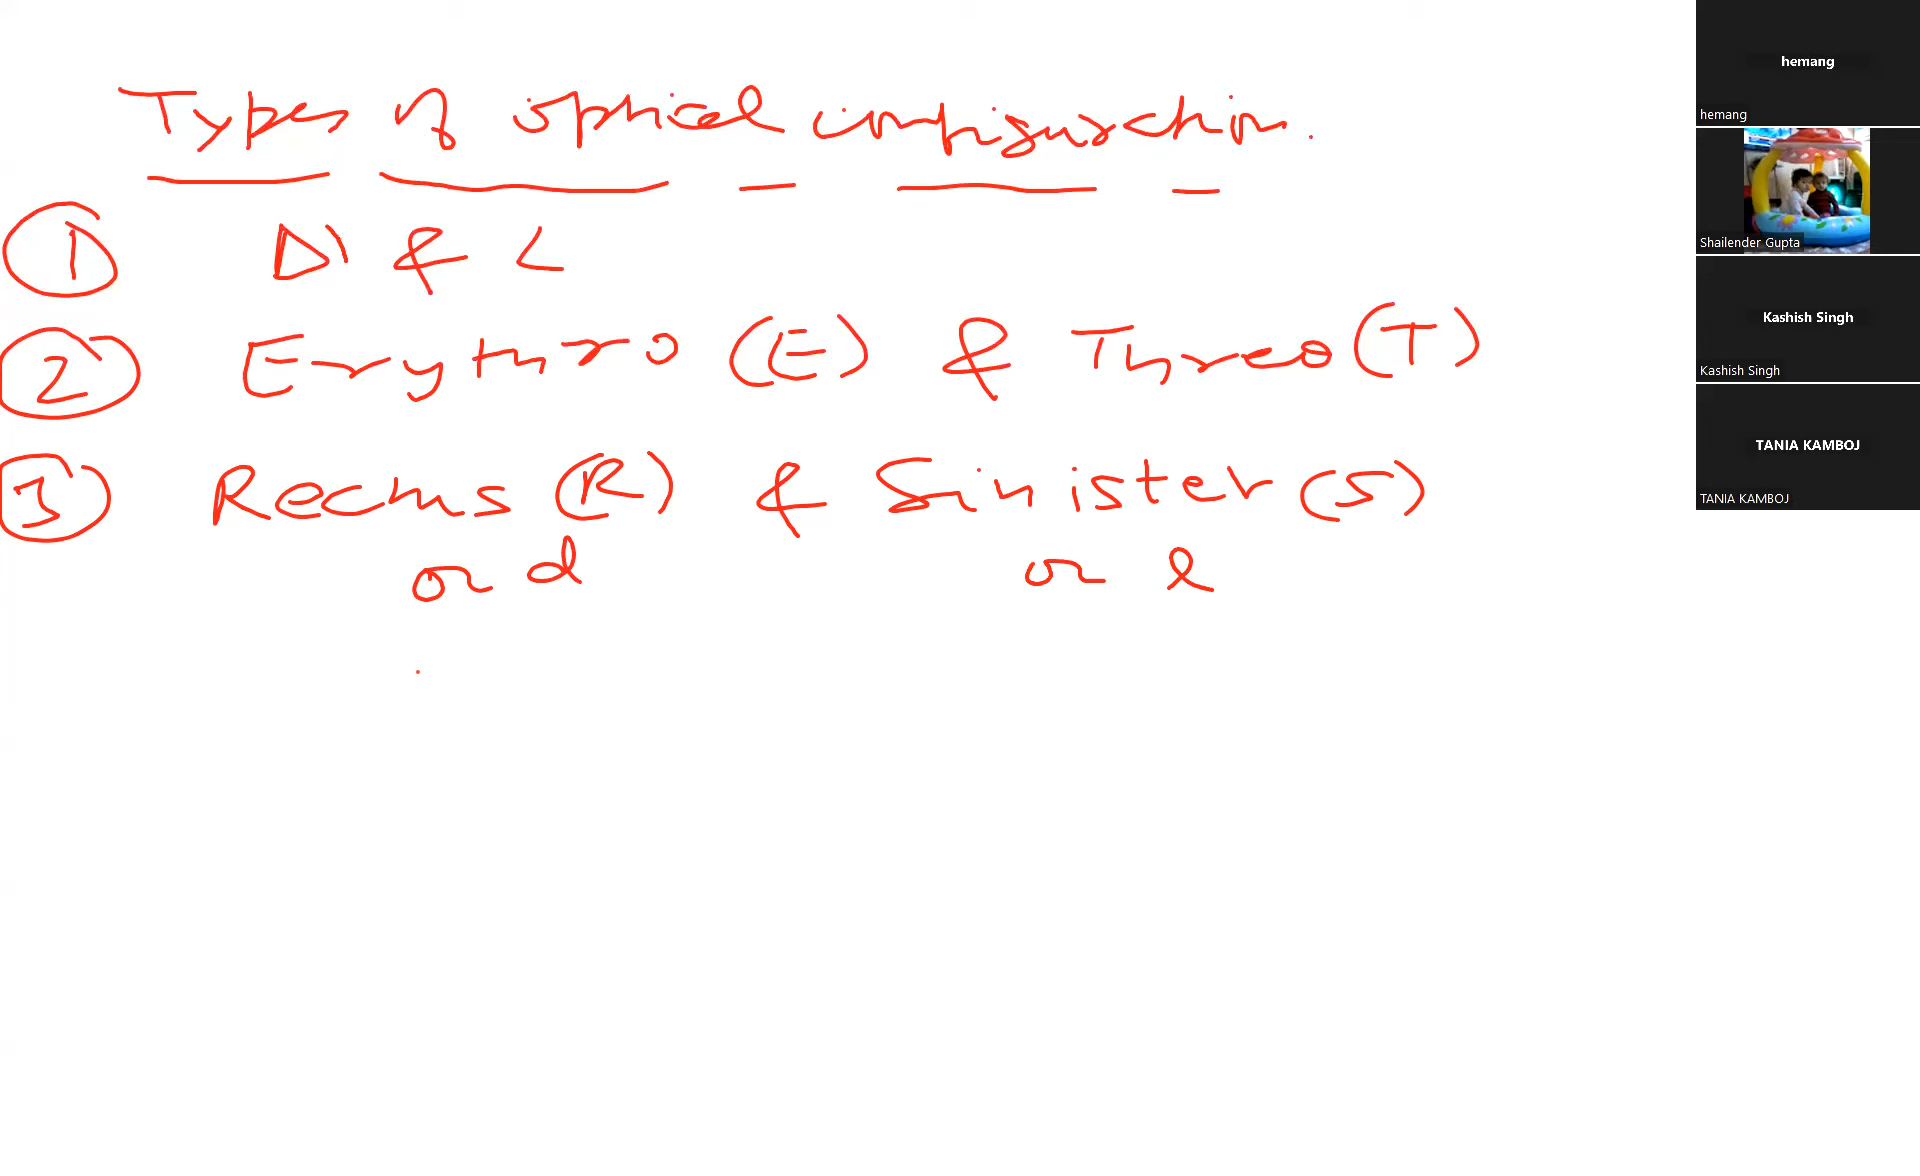 Types of optical configuration.
1 D & L
2 Erythro (E) & Threo (T)
3 Rectus (R) & Sinister (S)
or d or l
hemang
hemang
Shailender Gupta
Kashish Singh
Kashish Singh
TANIA KAMBOJ
TANIA KAMBOJ